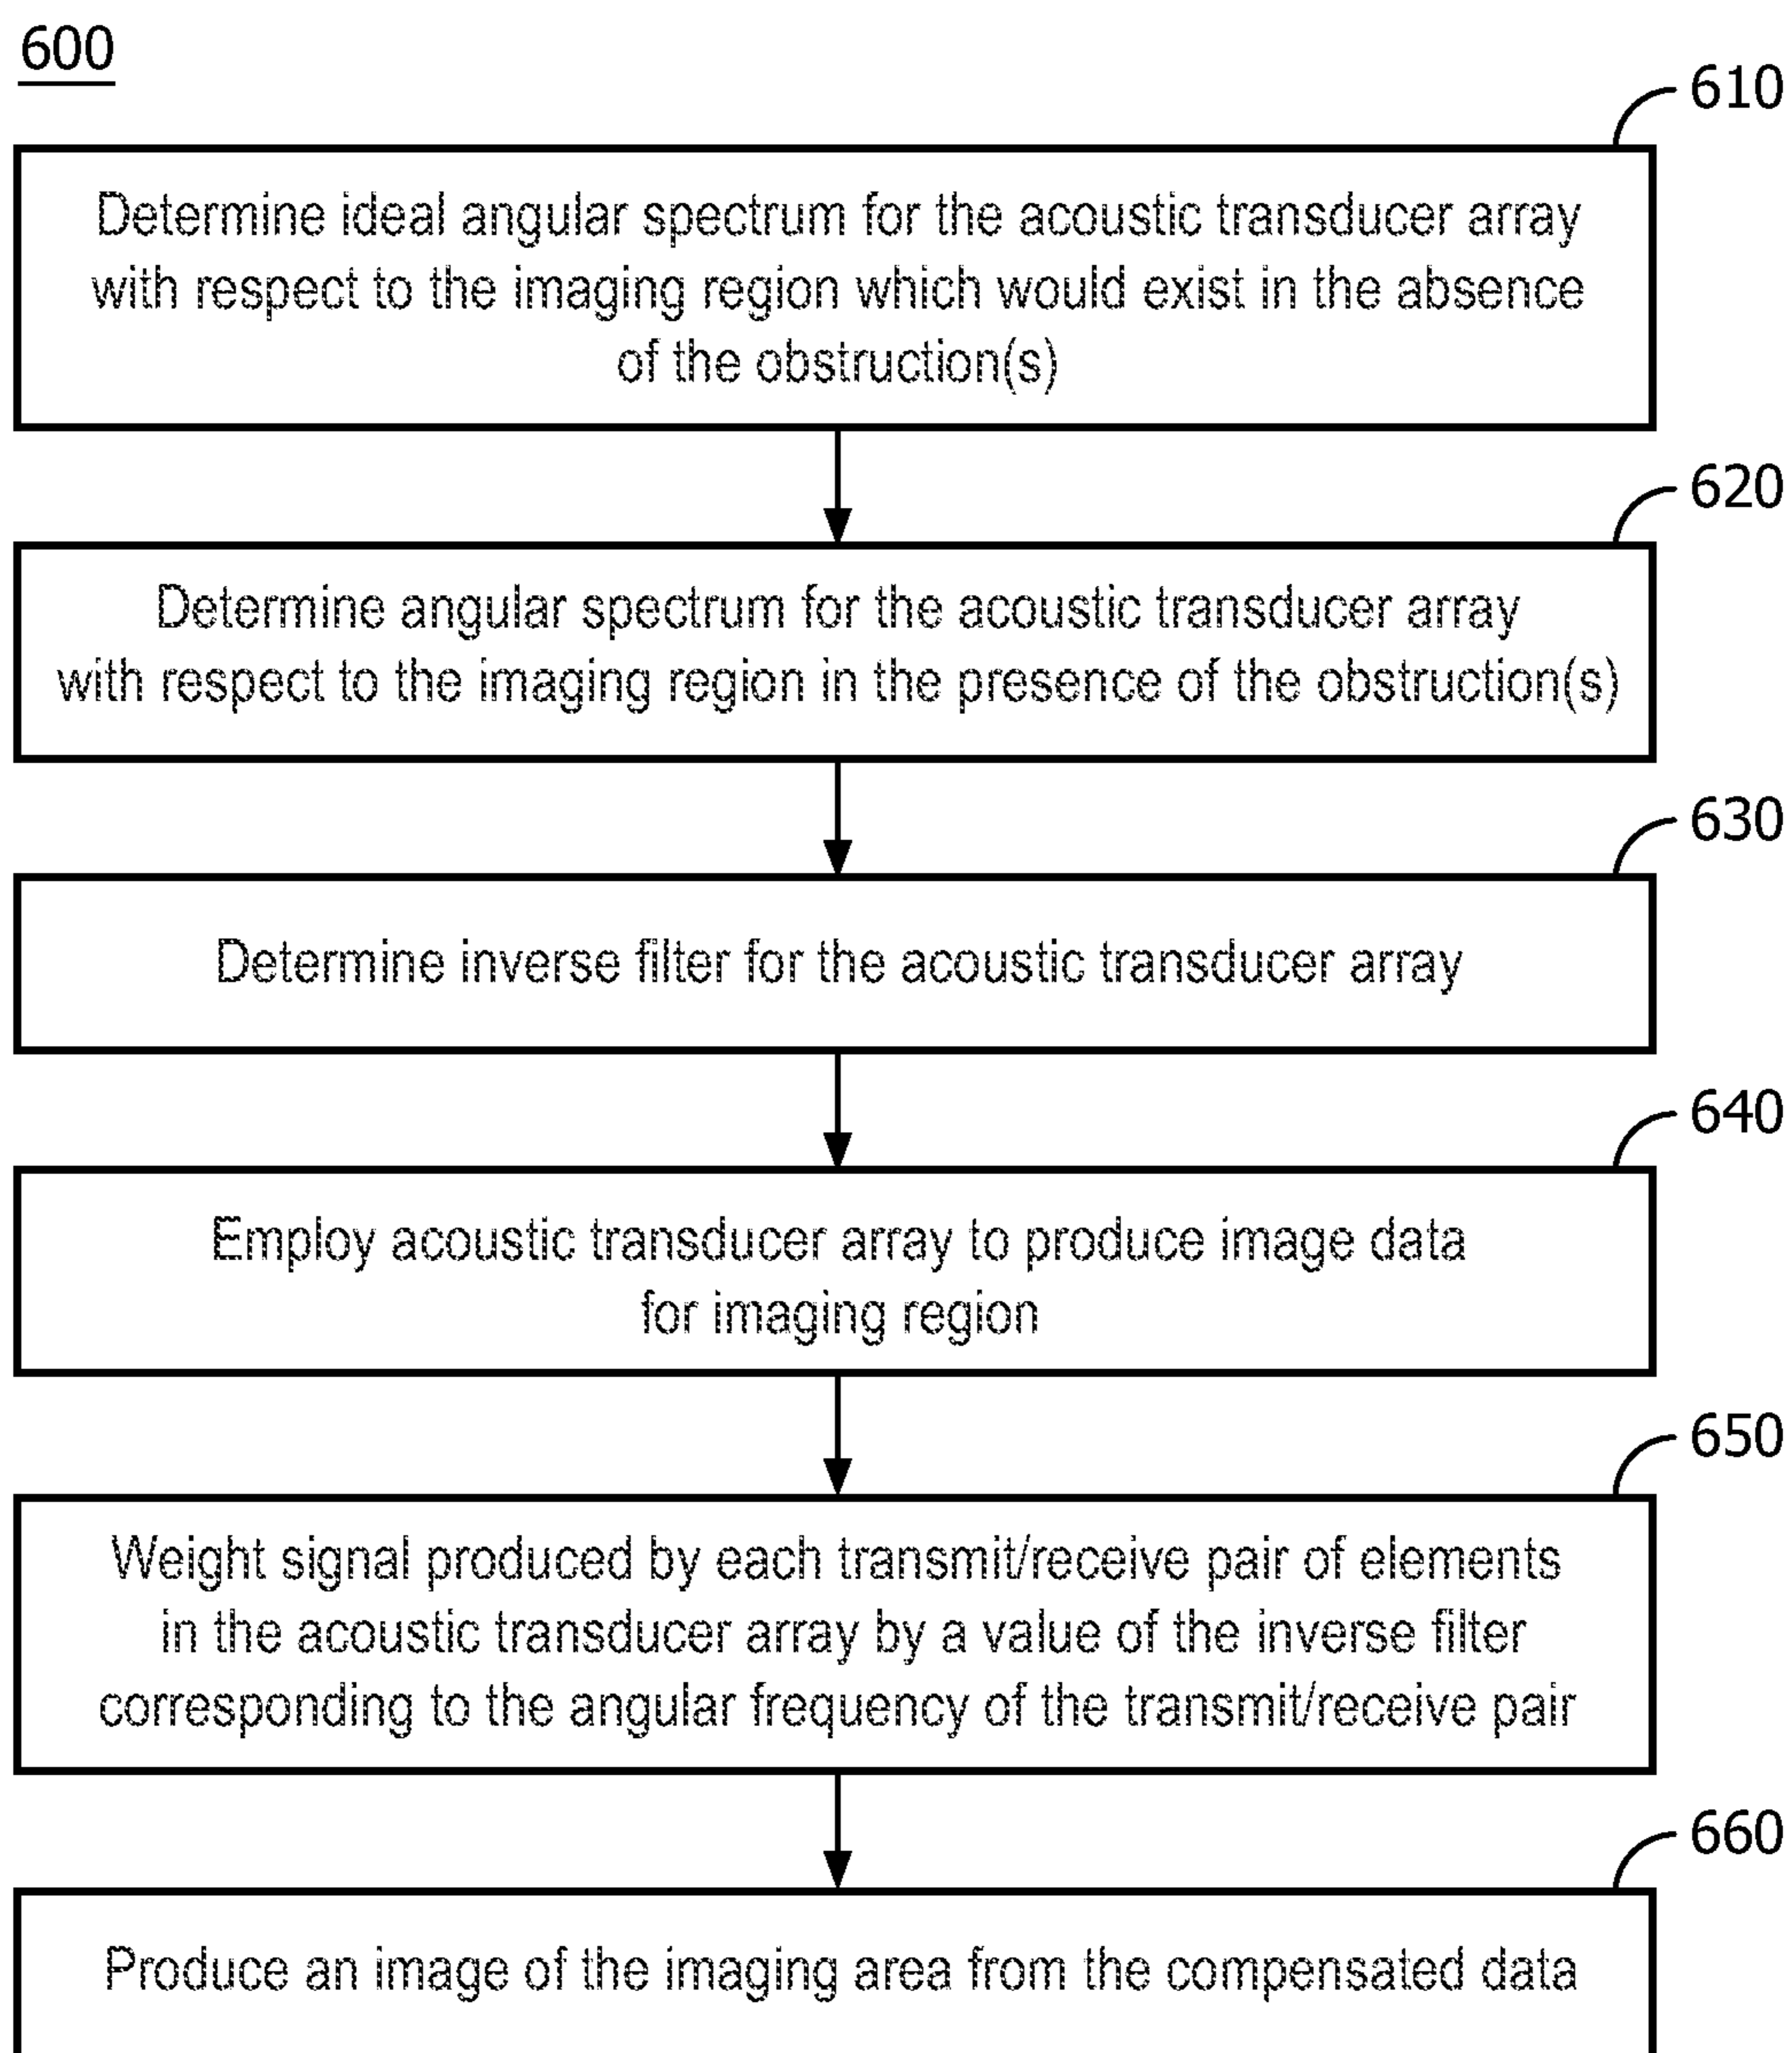 600
610
Determine ideal angular spectrum for the acoustic transducer array
with respect to the imaging region which would exist in the absence
of the obstruction(s)
620
Determine angular spectrum for the acoustic transducer array
with respect to the imaging region in the presence of the obstruction(s)
630
Determine inverse filter for the acoustic transducer array
640
Employ acoustic transducer array to produce image data
for imaging region
650
Weight signal produced by each transmit/receive pair of elements
in the acoustic transducer array by a value of the inverse filter
corresponding to the angular frequency of the transmit/receive pair
660
Produce an image of the imaging area from the compensated data